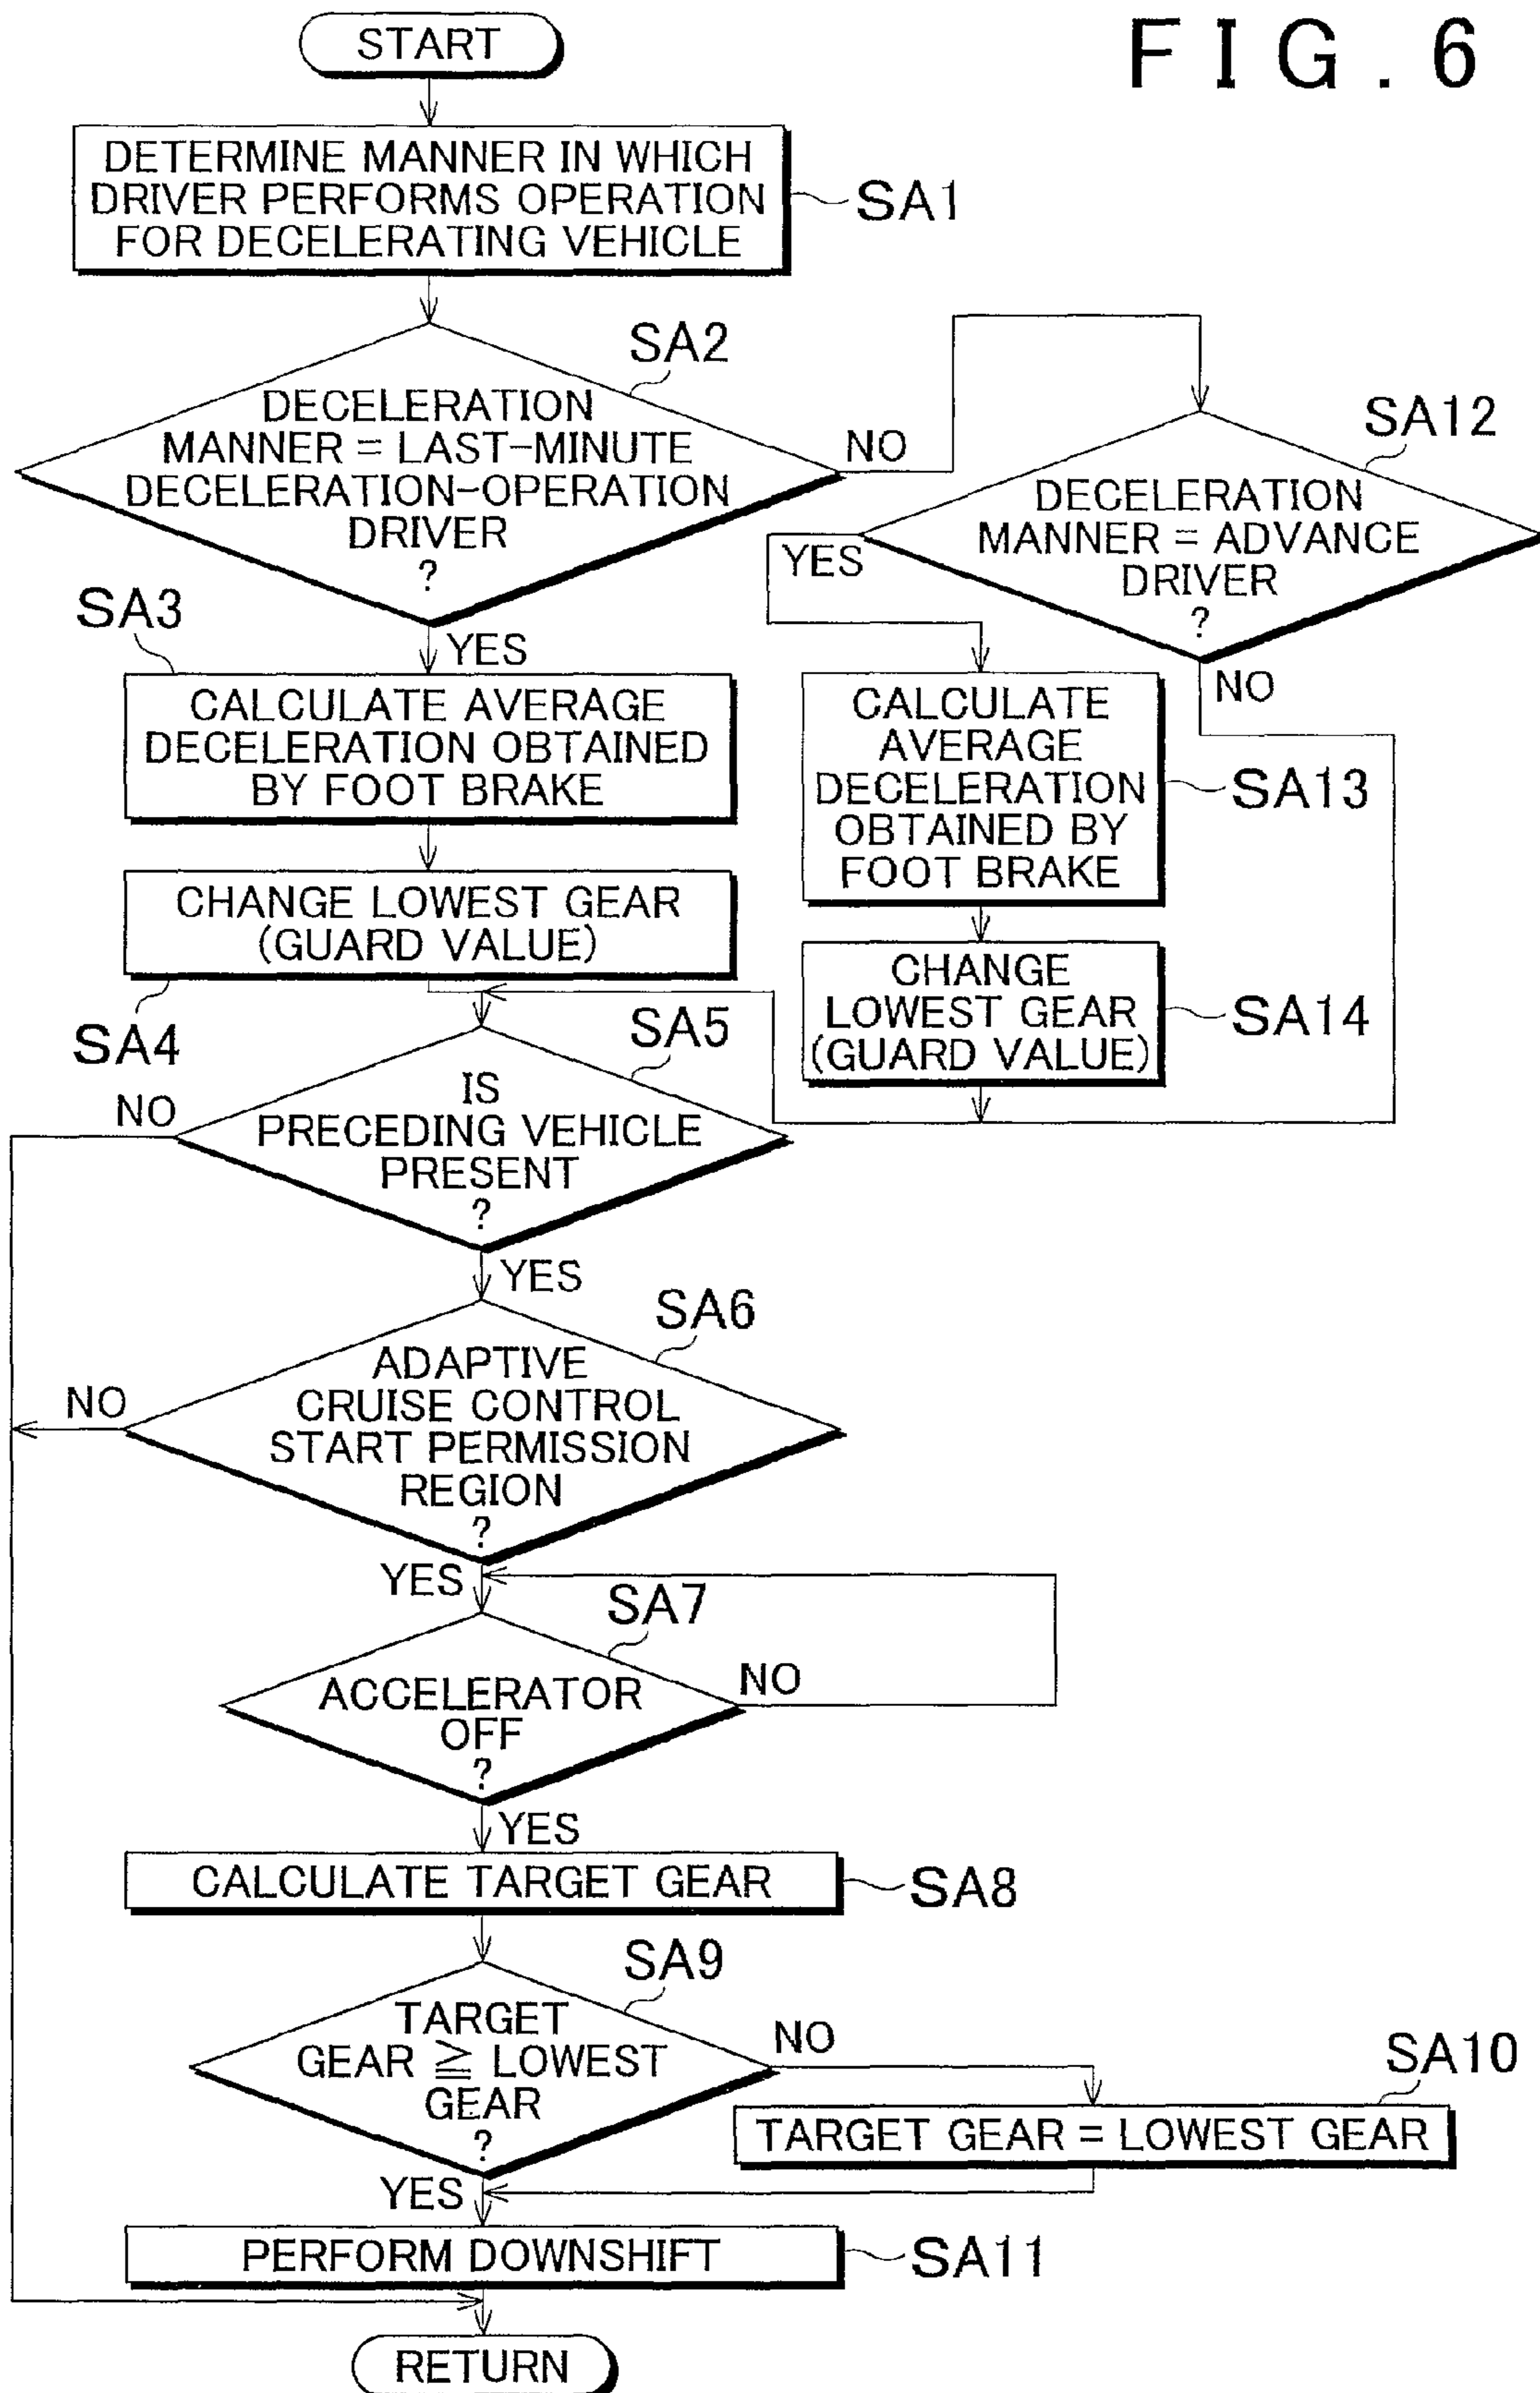 FIG. 6
START
DETERMINE MANNER IN WHICH
DRIVER PERFORMS OPERATION
FOR DECELERATING VEHICLE
SA1
SA2
DECELERATION
MANNER = LAST-MINUTE
DECELERATION-OPERATION
DRIVER
?
NO
YES
SA12
DECELERATION
MANNER = ADVANCE
DRIVER
?
YES
NO
SA3
CALCULATE AVERAGE
DECELERATION OBTAINED
BY FOOT BRAKE
CALCULATE
AVERAGE
DECELERATION
OBTAINED BY
FOOT BRAKE
SA13
CHANGE LOWEST GEAR
(GUARD VALUE)
SA4
CHANGE
LOWEST GEAR
(GUARD VALUE)
SA14
SA5
IS
PRECEDING VEHICLE
PRESENT
?
NO
YES
SA6
ADAPTIVE
CRUISE CONTROL
START PERMISSION
REGION
?
NO
YES
SA7
ACCELERATOR
OFF
?
NO
YES
CALCULATE TARGET GEAR
SA8
SA9
TARGET
GEAR ≧ LOWEST
GEAR
?
NO
SA10
TARGET GEAR = LOWEST GEAR
YES
PERFORM DOWNSHIFT
SA11
RETURN